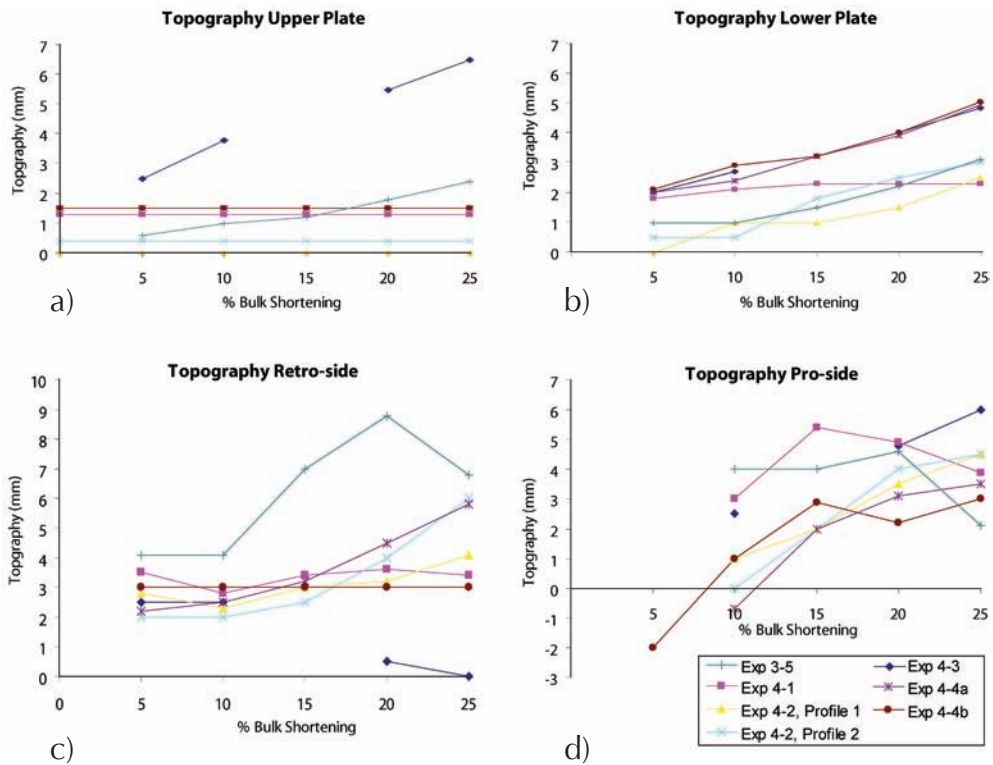 Topography Upper Plate
7
6
5
4
3
2
1
0
Topography (mm)
5
10
15
20
25
% Bulk Shortening
a)
Topography Lower Plate
7
6
5
4
3
2
1
0
Topgraphy (mm)
5
10
15
20
25
% Bulk Shortening
b)
Topography Retro-side
10
9
8
7
6
5
4
3
2
1
0
Topgraphy (mm)
0
5
10
15
20
25
% Bulk Shortening
c)
Topography Pro-side
7
6
5
4
3
2
1
0
-1
-2
-3
Topgraphy (mm)
5
10
15
20
25
% Bulk Shortening
Exp 3-5
Exp 4-1
Exp 4-2, Profile 1
Exp 4-2, Profile 2
Exp 4-3
Exp 4-4a
Exp 4-4b
d)